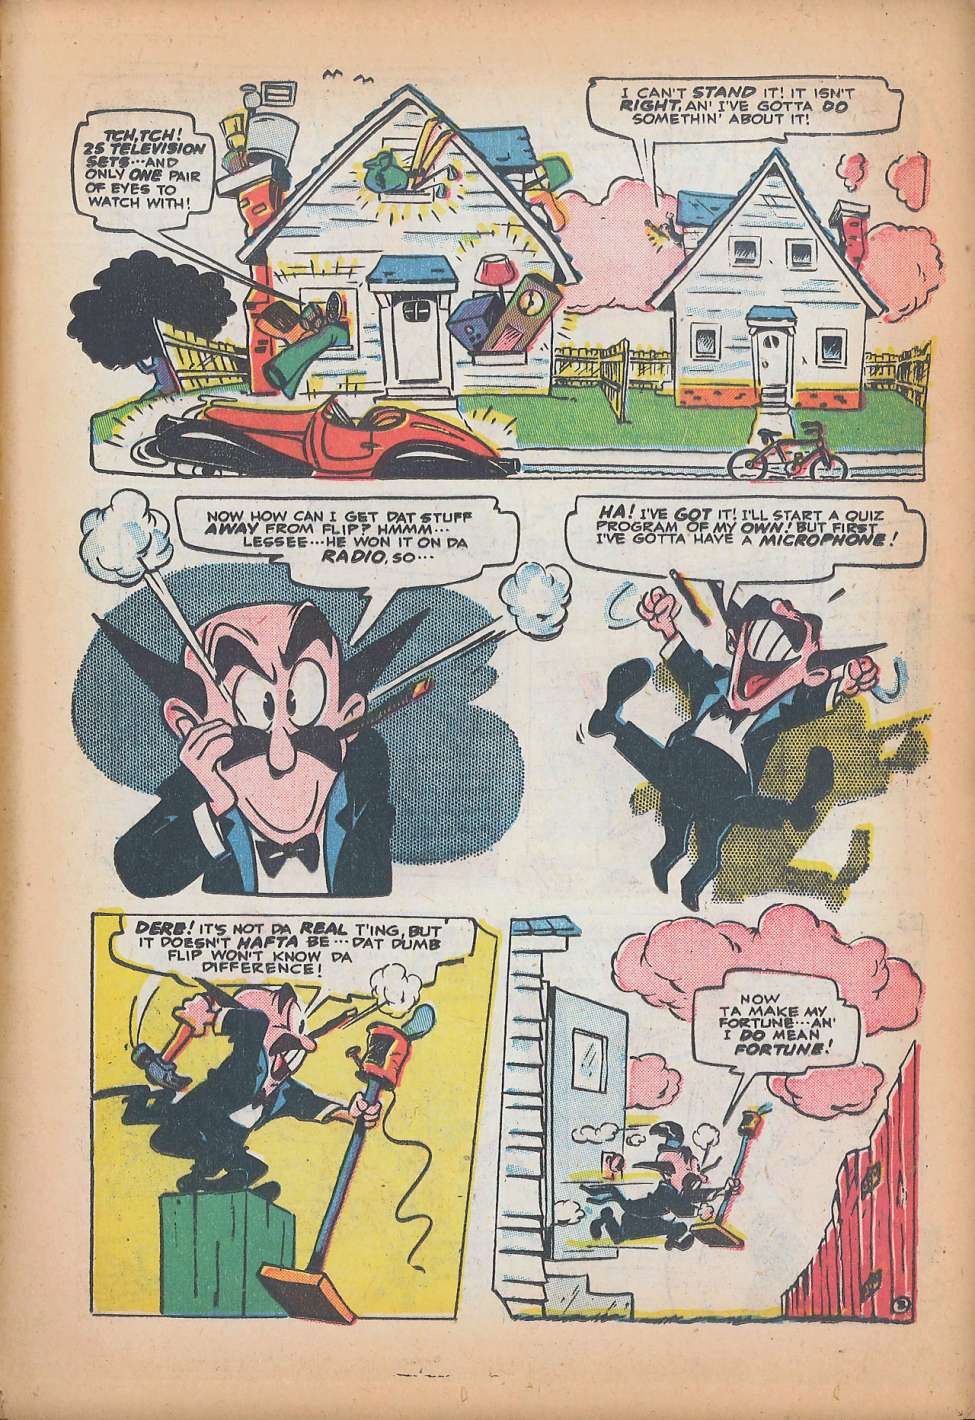 TCH, TCH!
25 TELEVISION
SETS...AND
ONLY ONE PAIR
OF EYES TO
WATCH WITH!
I CAN'T STAND IT! IT ISN'T
RIGHT, AN' I'VE GOTTA DO
SOMETHIN' ABOUT IT!
NOW HOW CAN I GET DAT STUFF
AWAY FROM FLIP? HMMM...
LESSEE...HE WON IT ON DA
RADIO, SO...
HA! I'VE GOT IT! I'LL START A QUIZ
PROGRAM OF MY OWN! BUT FIRST
I'VE GOTTA HAVE A MICROPHONE!
DERE! IT'S NOT DA REAL T'ING, BUT
IT DOESN'T HAFTA BE...DAT DUMB
FLIP WON'T KNOW DA
DIFFERENCE!
NOW
TA MAKE MY
FORTUNE...AN'
I DO MEAN
FORTUNE!